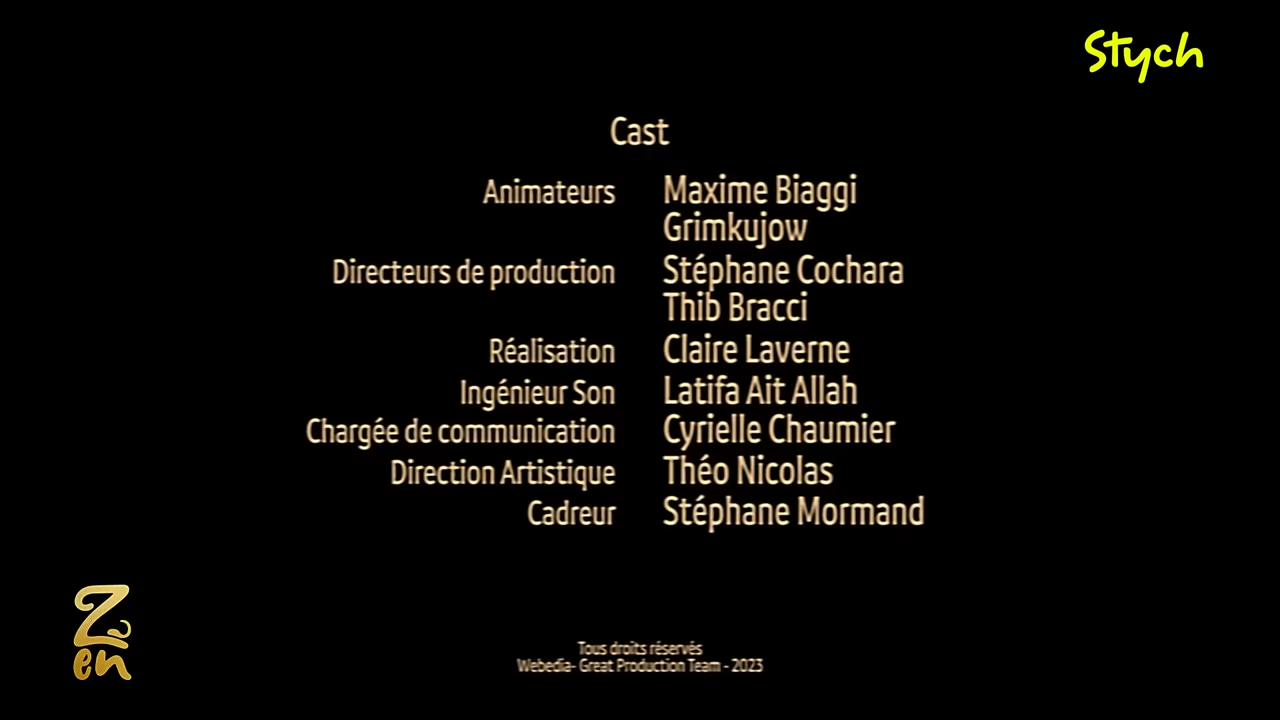 Stych
Cast
Animateurs Maxime Biaggi
Grimkujow
Directeurs de production Stéphane Cochara
Thib Bracci
Réalisation Claire Laverne
Ingénieur Son Latifa Ait Allah
Chargée de communication Cyrielle Chaumier
Direction Artistique Théo Nicolas
Cadreur Stéphane Mormand
Zen
Tous droits réservés
Webedia- Great Production Team - 2023